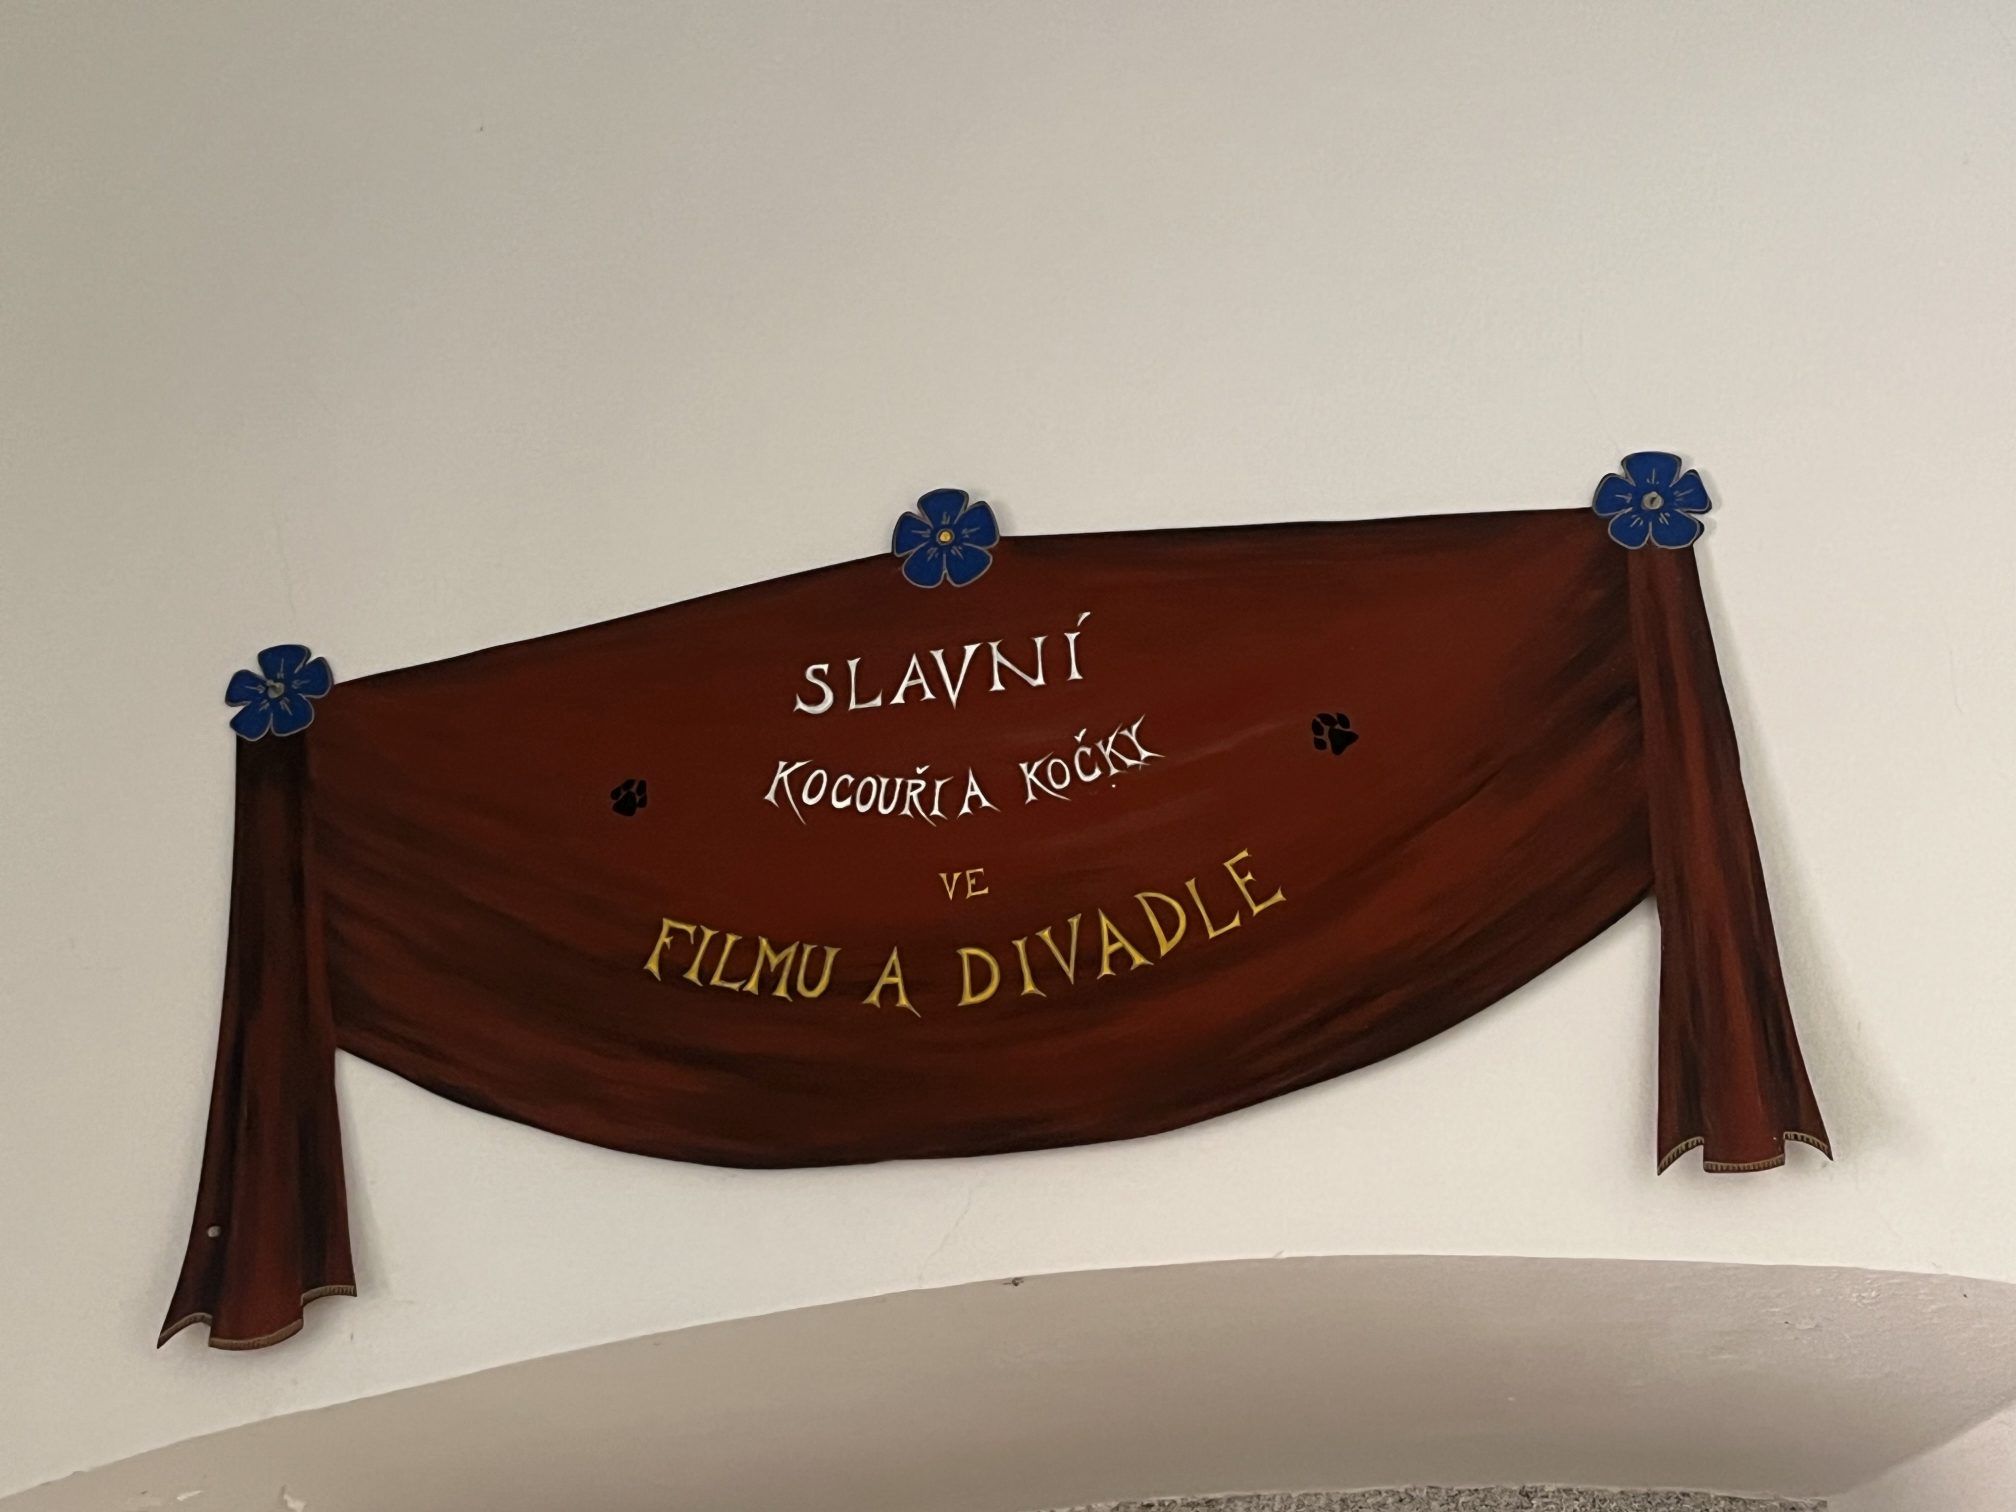 SLAVNÍ
KOCOUŘI A KOČKY
VE
FILMU A DIVADLE